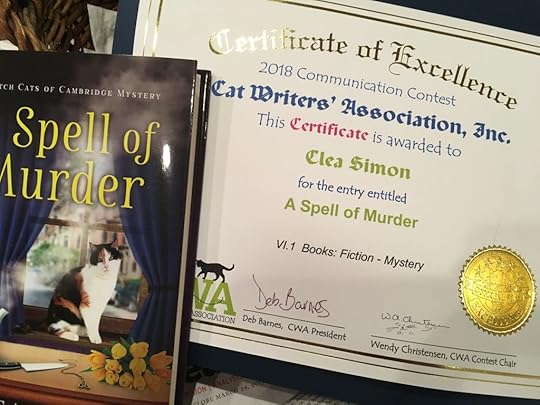 TCH CATS OF CAMBRIDGE MYSTERY
Spell of
Murder
Certificate of Excellence
2018 Communication Contest
Cat Writers' Association, Inc.
This Certificate is awarded to
Clea Simon
for the entry entitled
A Spell of Murder
VI.1 Books: Fiction - Mystery
WA
ASSOCIATION
Deb Barnes
Deb Barnes, CWA President
Wendy Christensen, CWA Contest Chair